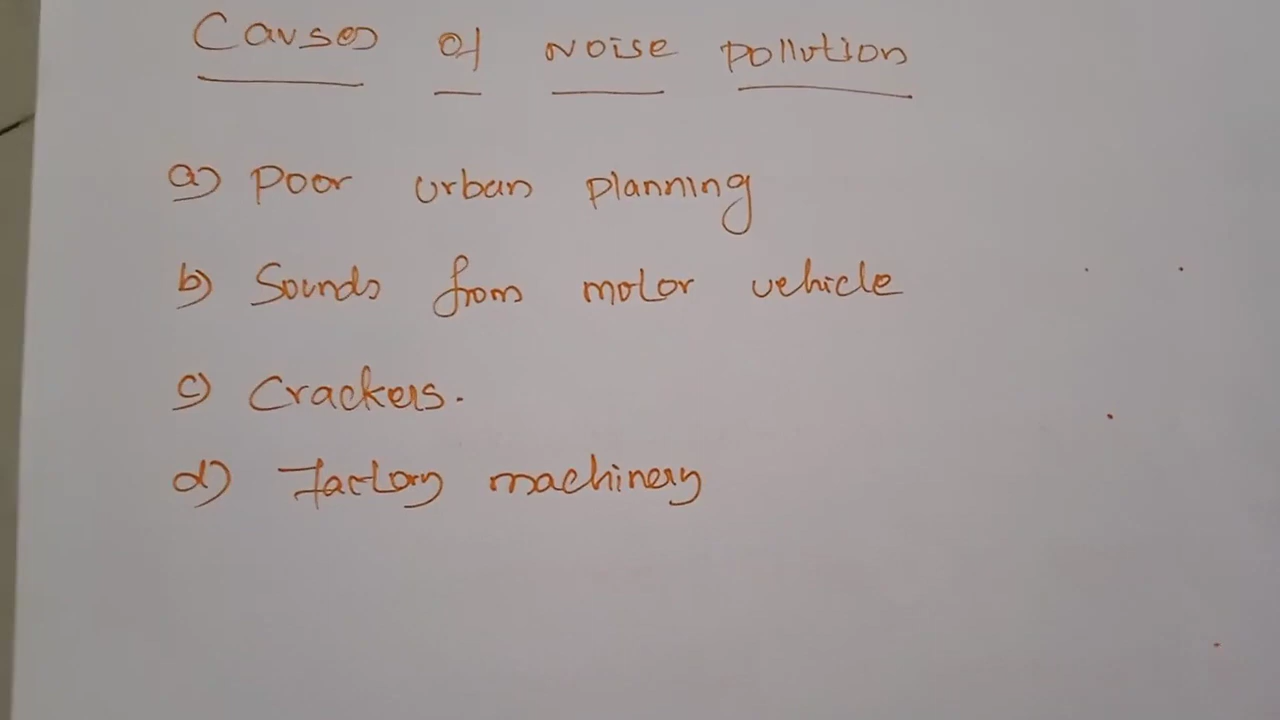 Causes of Noise Pollution
a) Poor urban planning
b) Sounds from motor vehicle
c) Crackers.
d) Factory machinery